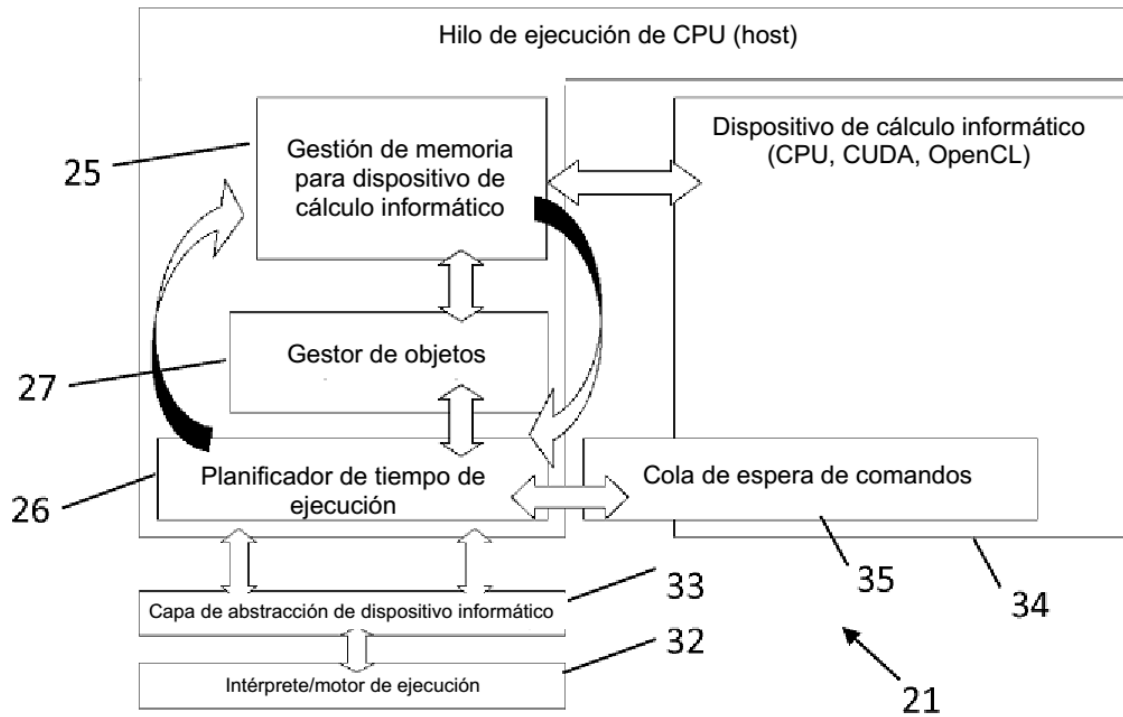 Hilo de ejecución de CPU (host)
25
Gestión de memoria
para dispositivo de
cálculo informático
Dispositivo de cálculo informático
(CPU, CUDA, OpenCL)
27
Gestor de objetos
26
Planificador de tiempo de
ejecución
Cola de espera de comandos
35
34
33
Capa de abstracción de dispositivo informático
32
Intérprete/motor de ejecución
21